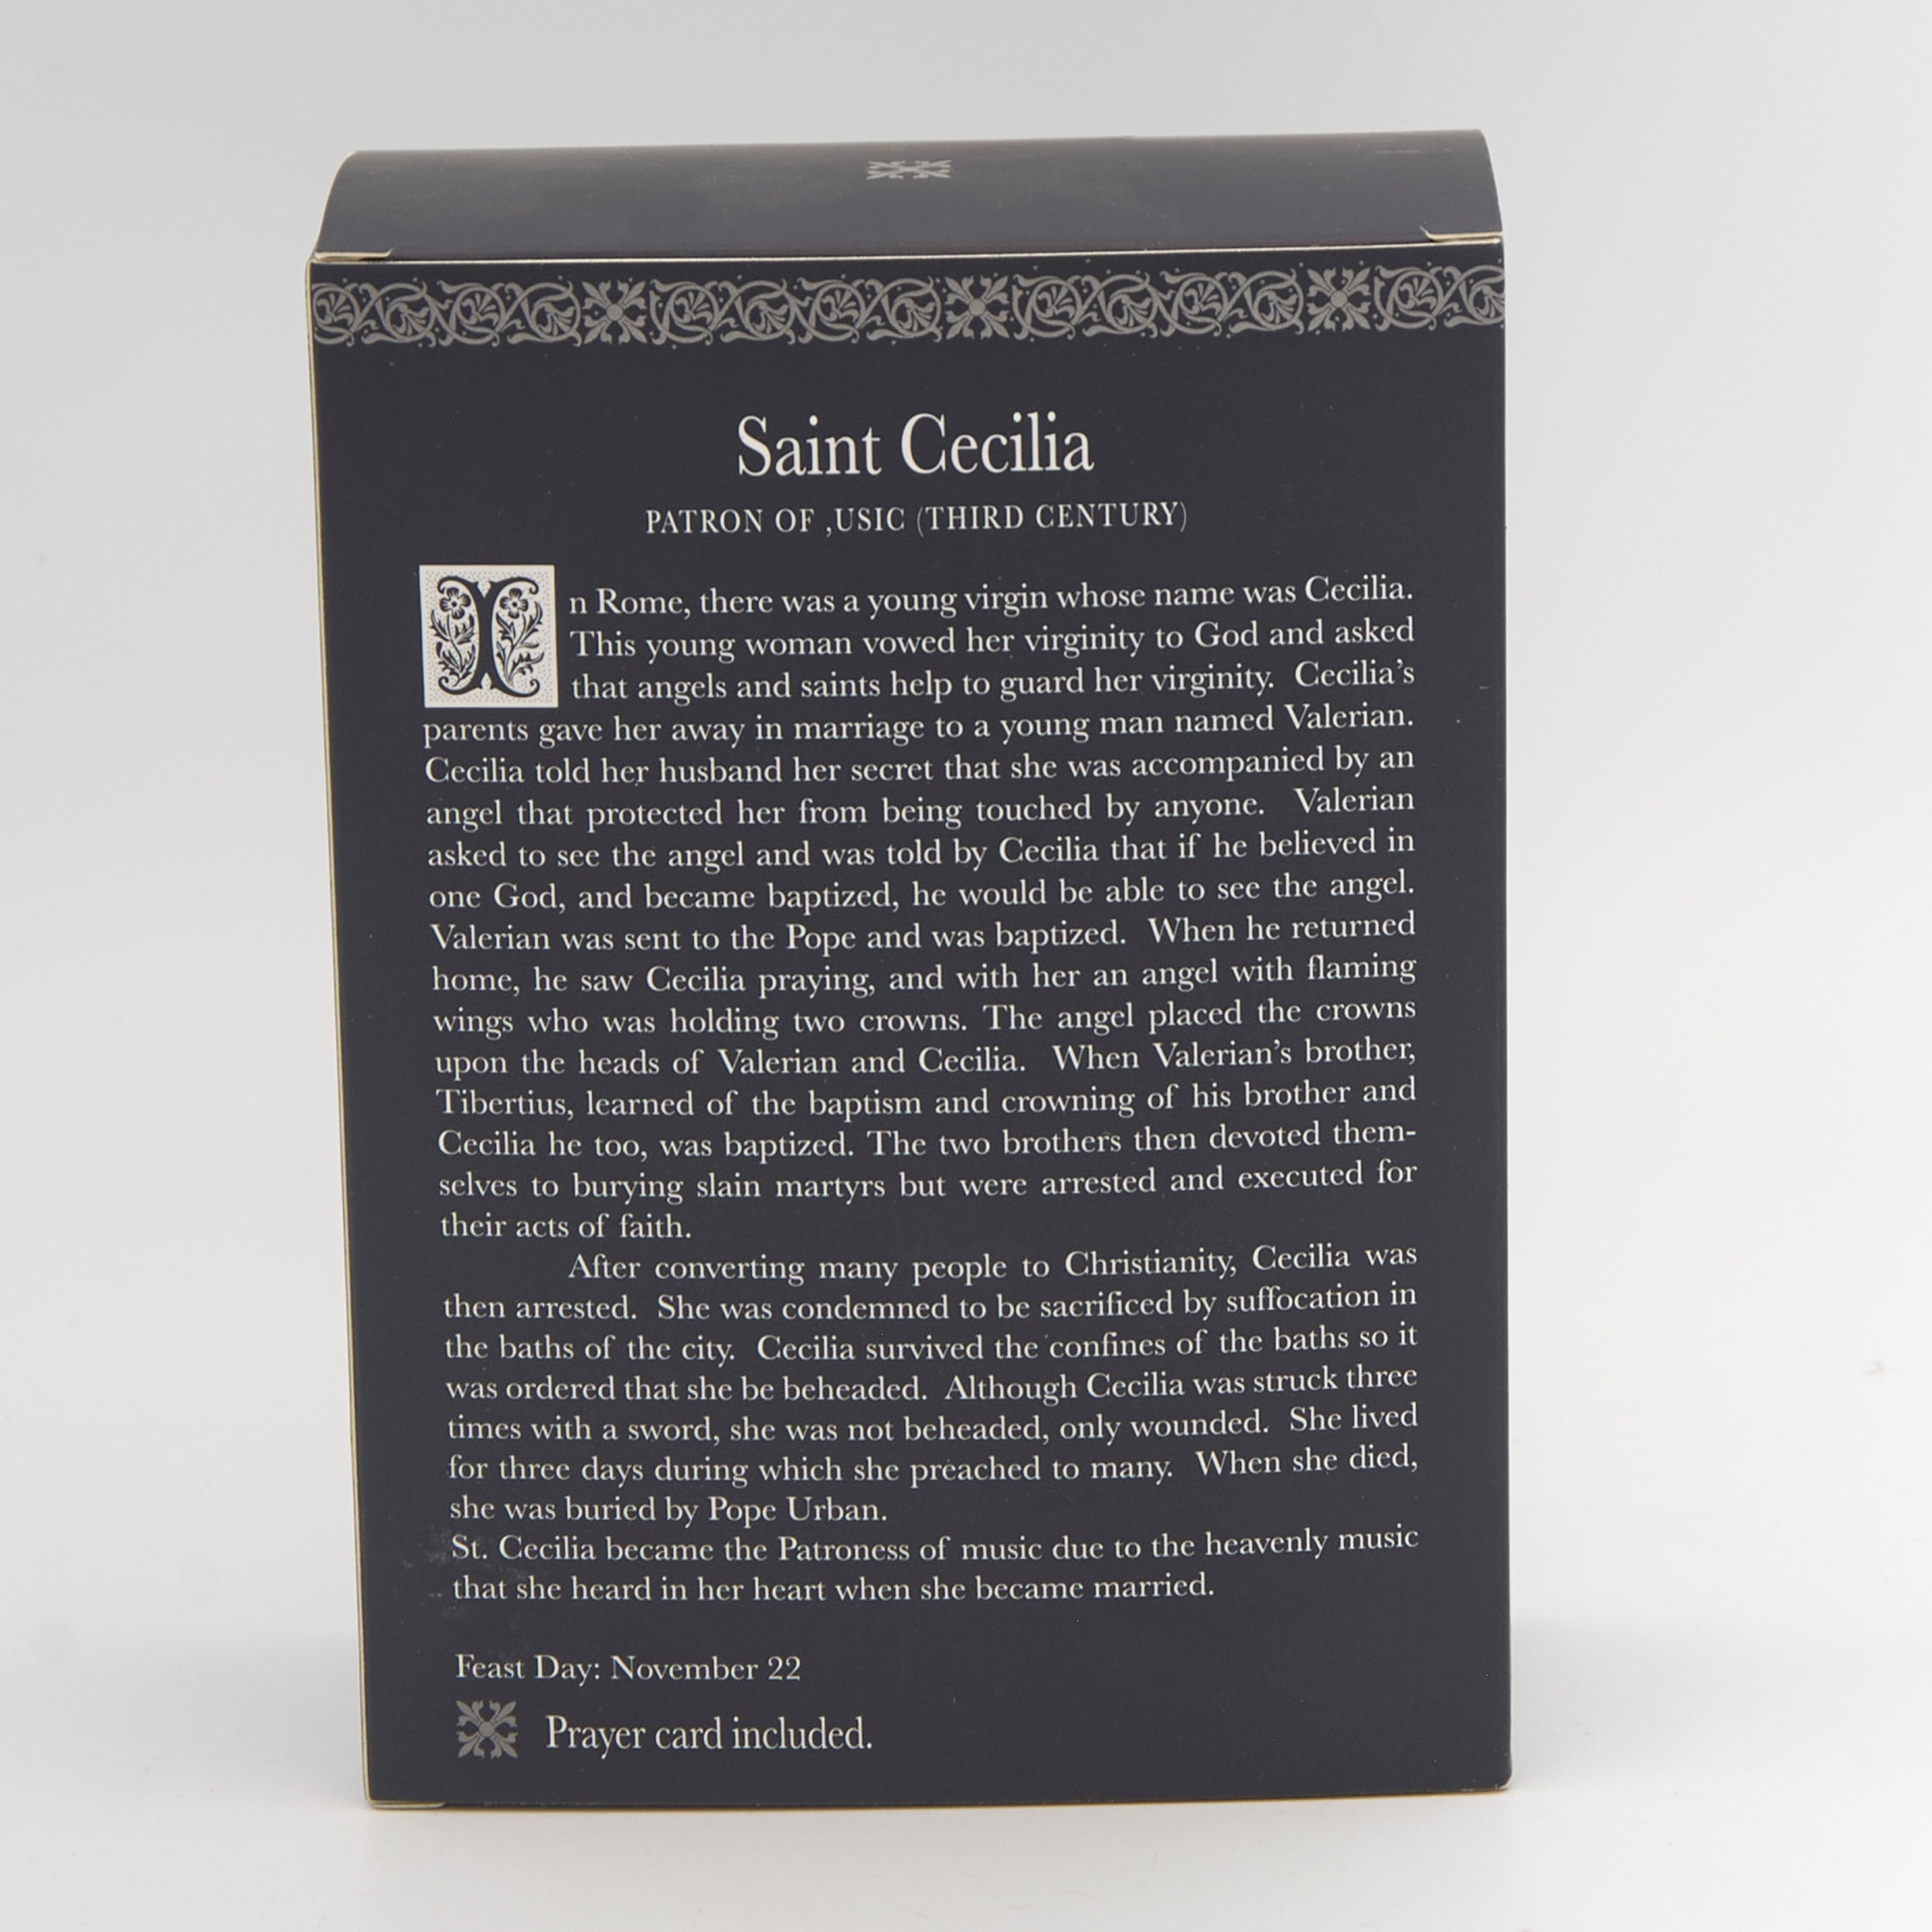 Saint Cecilia
PATRON OF ,USIC (THIRD CENTURY)
In Rome, there was a young virgin whose name was Cecilia.
This young woman vowed her virginity to God and asked
that angels and saints help to guard her virginity. Cecilia's
parents gave her away in marriage to a young man named Valerian.
Cecilia told her husband her secret that she was accompanied by an
angel that protected her from being touched by anyone. Valerian
asked to see the angel and was told by Cecilia that if he believed in
one God, and became baptized, he would be able to see the angel.
Valerian was sent to the Pope and was baptized. When he returned
home, he saw Cecilia praying, and with her an angel with flaming
wings who was holding two crowns. The angel placed the crowns
upon the heads of Valerian and Cecilia. When Valerian's brother,
Tibertius, learned of the baptism and crowning of his brother and
Cecilia he too, was baptized. The two brothers then devoted them-
selves to burying slain martyrs but were arrested and executed for
their acts of faith.
After converting many people to Christianity, Cecilia was
then arrested. She was condemned to be sacrificed by suffocation in
the baths of the city. Cecilia survived the confines of the baths so it
was ordered that she be beheaded. Although Cecilia was struck three
times with a sword, she was not beheaded, only wounded. She lived
for three days during which she preached to many. When she died,
she was buried by Pope Urban.
St. Cecilia became the Patroness of music due to the heavenly music
that she heard in her heart when she became married.
Feast Day: November 22
Prayer card included.